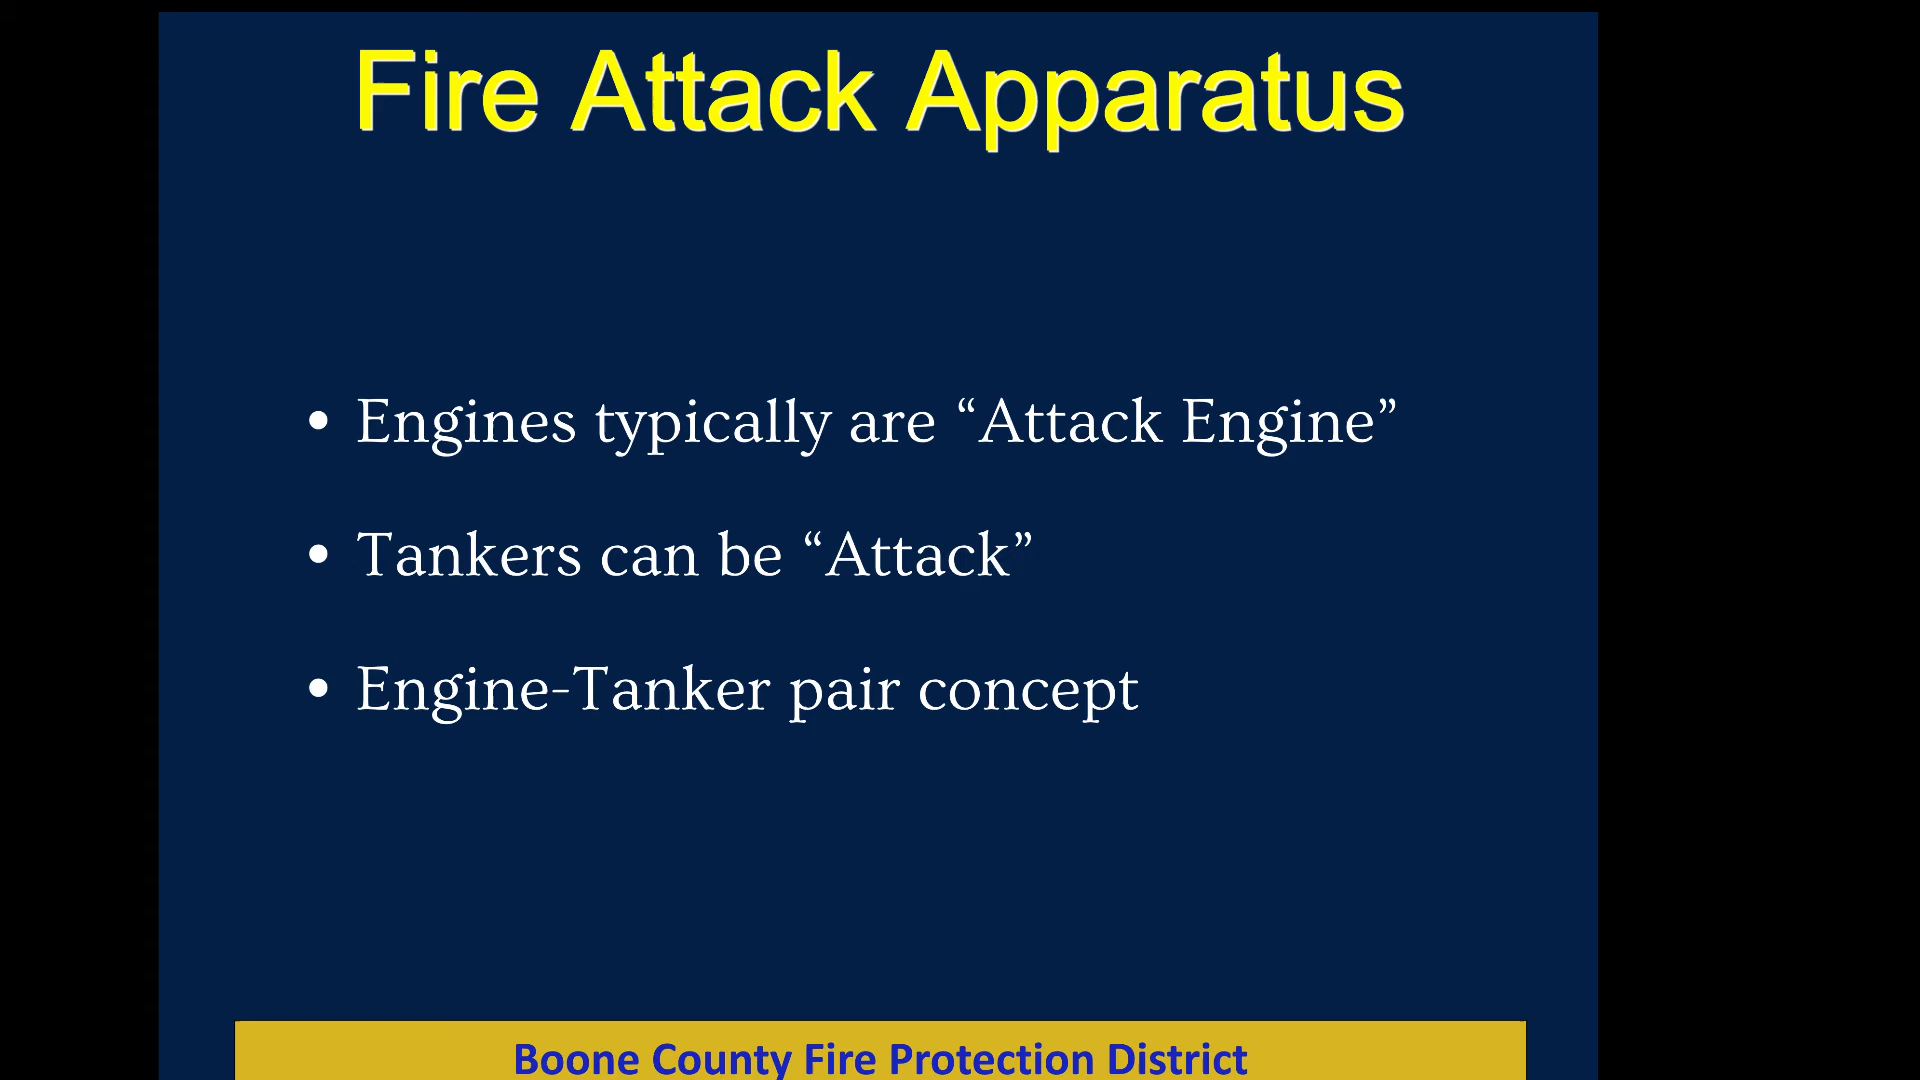 Fire Attack Apparatus
• Engines typically are “Attack Engine”
• Tankers can be “Attack”
• Engine-Tanker pair concept
Boone County Fire Protection District